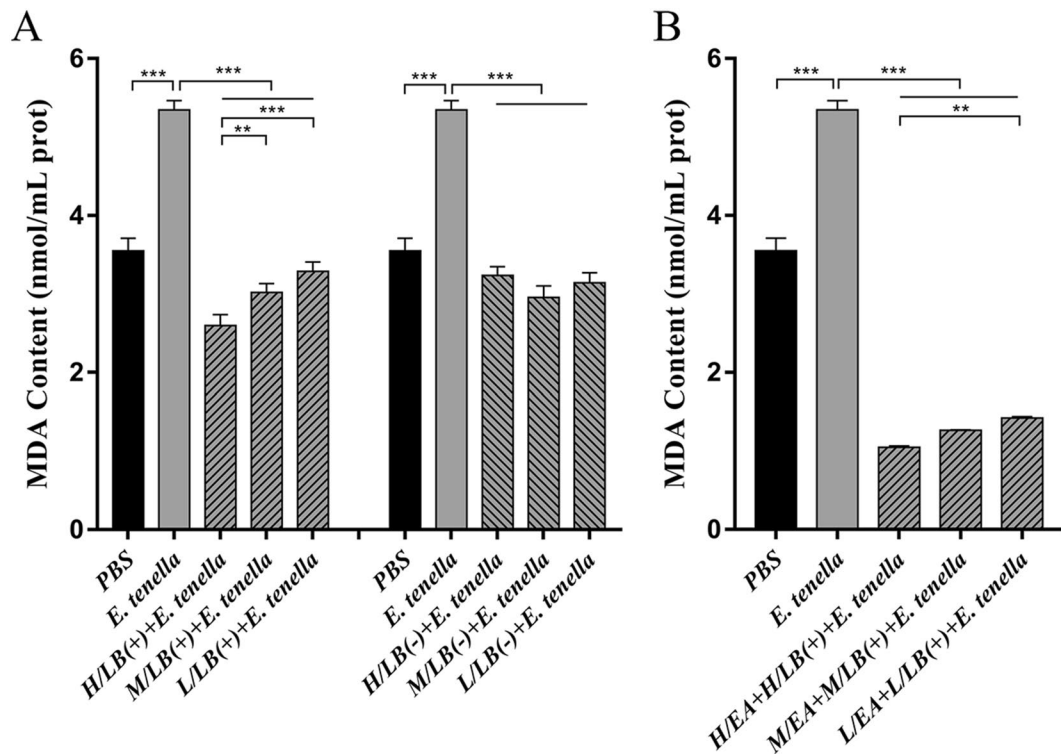 A
MDA Content (nmol/mL prot)
6
4
2
0
*** ***
***
**
*** ***
PBS
E. tenella
H/LB(+)+E. tenella
M/LB(+)+E. tenella
L/LB(+)+E. tenella
PBS
E. tenella
H/LB(-)+E. tenella
M/LB(-)+E. tenella
L/LB(-)+E. tenella
B
MDA Content (nmol/mL prot)
6
4
2
0
*** ***
**
PBS
E. tenella
H/EA+H/LB(+)+E. tenella
M/EA+M/LB(+)+E. tenella
L/EA+L/LB(+)+E. tenella